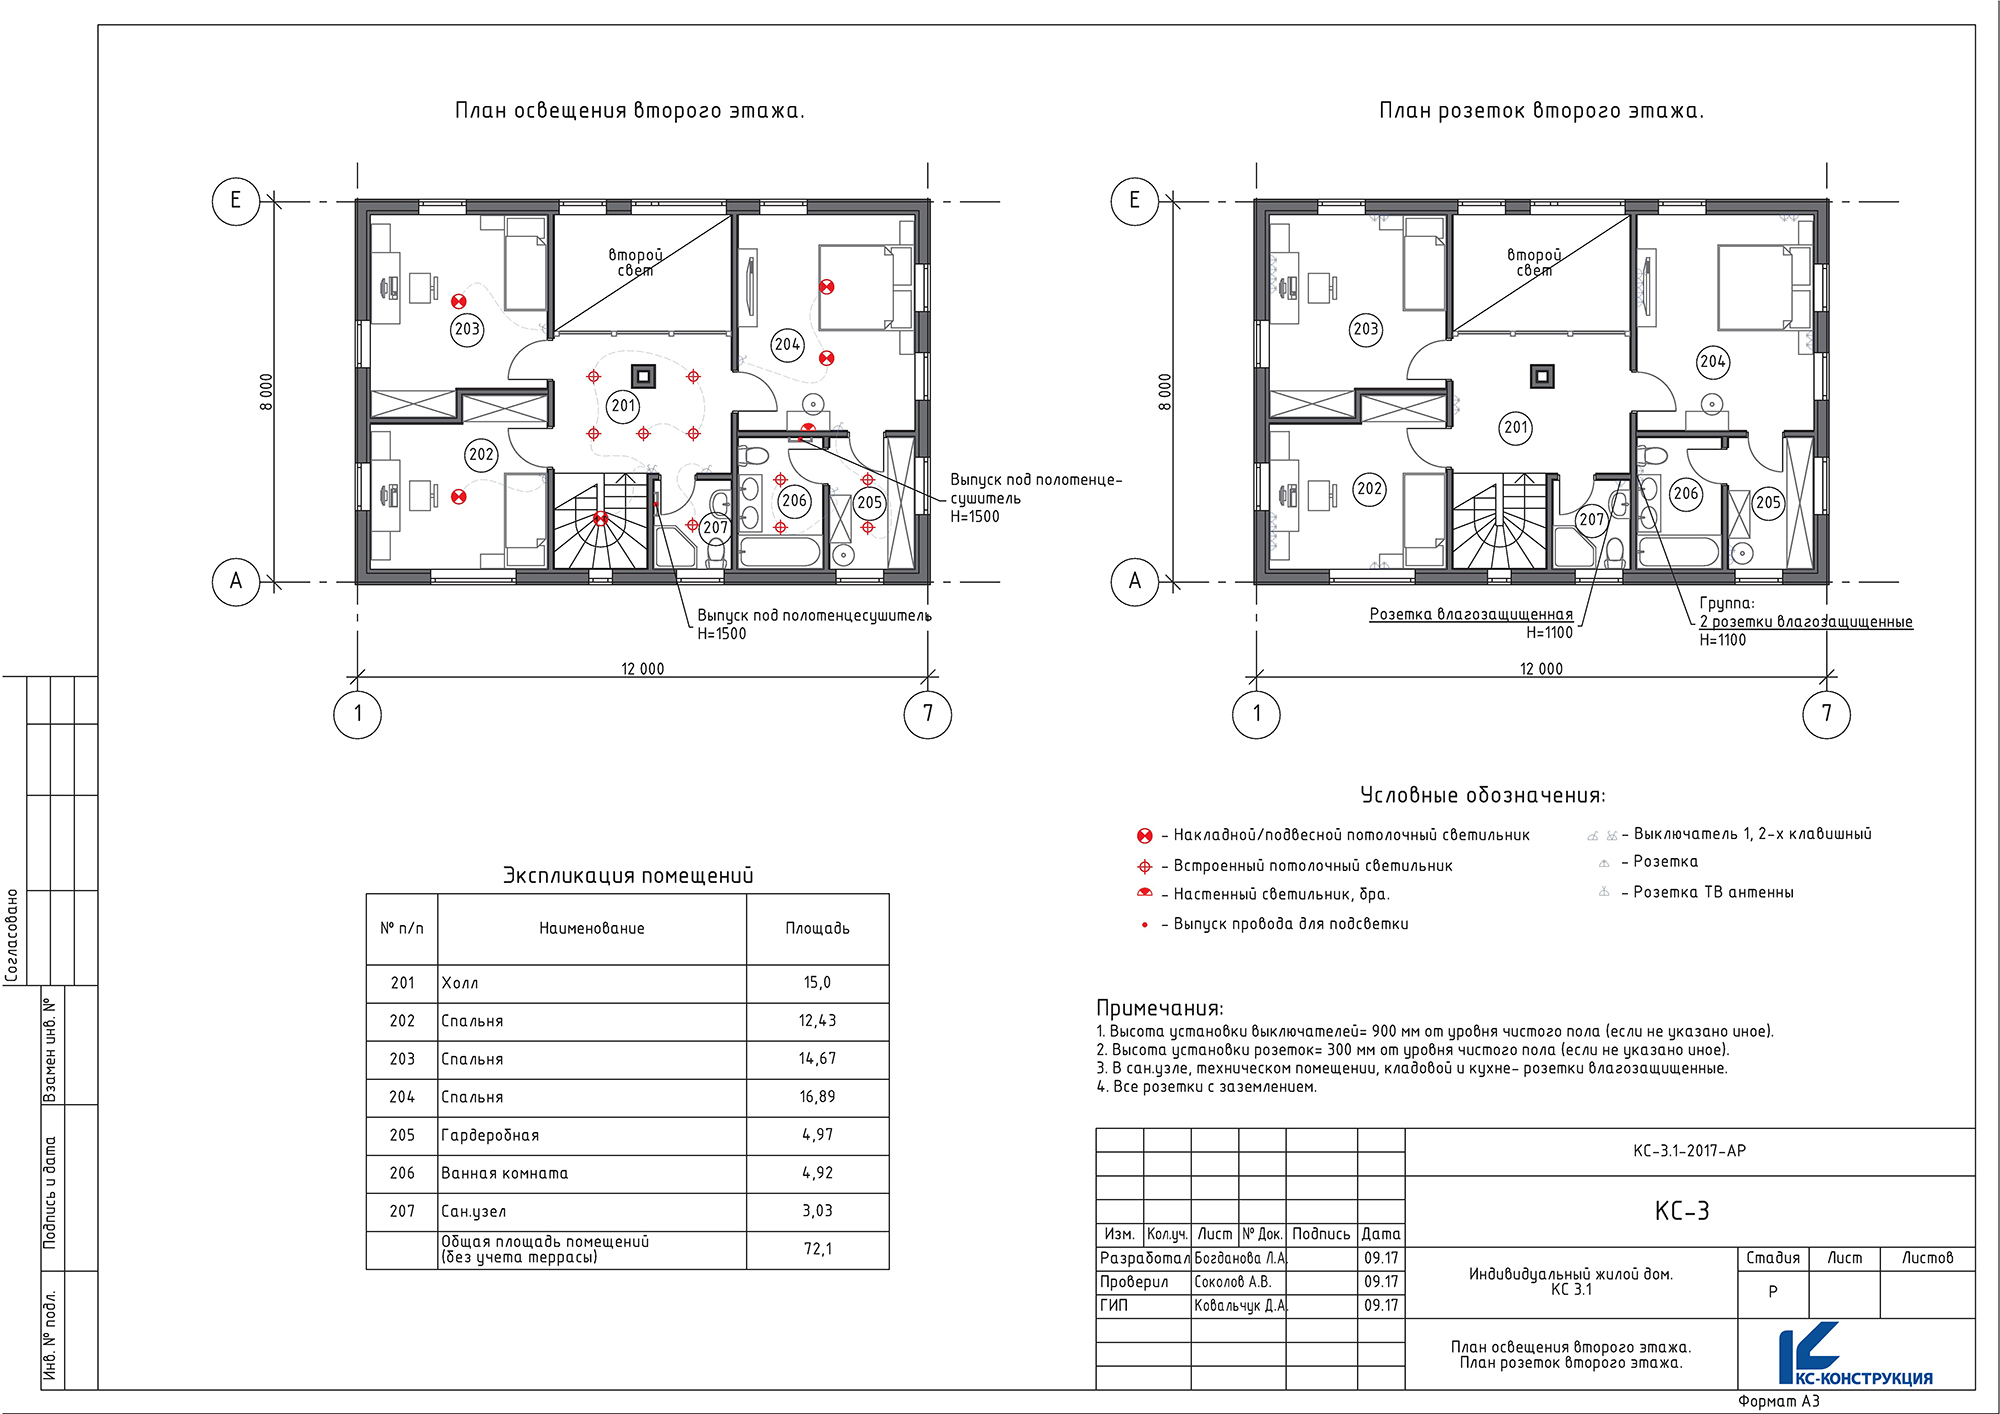 План освещения второго этажа.
План розеток второго этажа.
Е
А
8 000
12 000
1
7
второй
свет
203
204
201
202
206
205
207
Выпуск под полотенце-
сушитель
Н=1500
Выпуск под полотенцесушитель
Н=1500
Е
А
8 000
12 000
1
7
второй
свет
203
204
201
202
206
205
207
Розетка влагозащищенная
Н=1100
Группа:
2 розетки влагозащищенные
Н=1100
Условные обозначения:
- Накладной/подвесной потолочный светильник
- Встроенный потолочный светильник
- Настенный светильник, бра.
- Выпуск провода для подсветки
- Выключатель 1, 2-х клавишный
- Розетка
- Розетка ТВ антенны
Экспликация помещений
№ п/п Наименование Площадь
201 Холл 15,0
202 Спальня 12,43
203 Спальня 14,67
204 Спальня 16,89
205 Гардеробная 4,97
206 Ванная комната 4,92
207 Сан.узел 3,03
Общая площадь помещений
(без учета террасы) 72,1
Примечания:
1. Высота установки выключателей= 900 мм от уровня чистого пола (если не указано иное).
2. Высота установки розеток= 300 мм от уровня чистого пола (если не указано иное).
3. В сан.узле, техническом помещении, кладовой и кухне- розетки влагозащищенные.
4. Все розетки с заземлением.
КС-3.1-2017-АР
КС-3
Изм. Кол.уч. Лист № Док. Подпись Дата
Разработал Богданова Л.А. 09.17
Проверил Соколов А.В. 09.17
ГИП Ковальчук Д.А. 09.17
Индивидуальный жилой дом.
КС 3.1
Стадия Лист Листов
Р
План освещения второго этажа.
План розеток второго этажа.
КС-КОНСТРУКЦИЯ
Формат А3
Согласовано
Взамен инв. №
Подпись и дата
Инв. № подл.